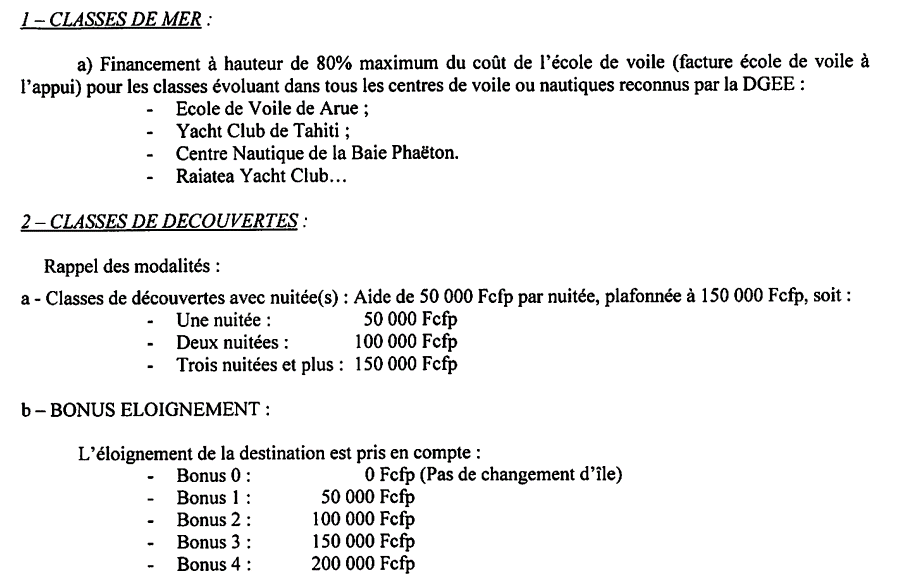 1 – CLASSES DE MER :
a) Financement à hauteur de 80% maximum du coût de l'école de voile (facture école de voile à
l'appui) pour les classes évoluant dans tous les centres de voile ou nautiques reconnus par la DGEE :
- Ecole de Voile de Arue ;
- Yacht Club de Tahiti ;
- Centre Nautique de la Baie Phaëton.
- Raiatea Yacht Club…
2 – CLASSES DE DECOUVERTES :
Rappel des modalités :
a - Classes de découvertes avec nuitée(s) : Aide de 50 000 Fcfp par nuitée, plafonnée à 150 000 Fcfp, soit :
- Une nuitée : 50 000 Fcfp
- Deux nuitées : 100 000 Fcfp
- Trois nuitées et plus : 150 000 Fcfp
b – BONUS ELOIGNEMENT :
L'éloignement de la destination est pris en compte :
- Bonus 0 : 0 Fcfp (Pas de changement d'île)
- Bonus 1 : 50 000 Fcfp
- Bonus 2 : 100 000 Fcfp
- Bonus 3 : 150 000 Fcfp
- Bonus 4 : 200 000 Fcfp